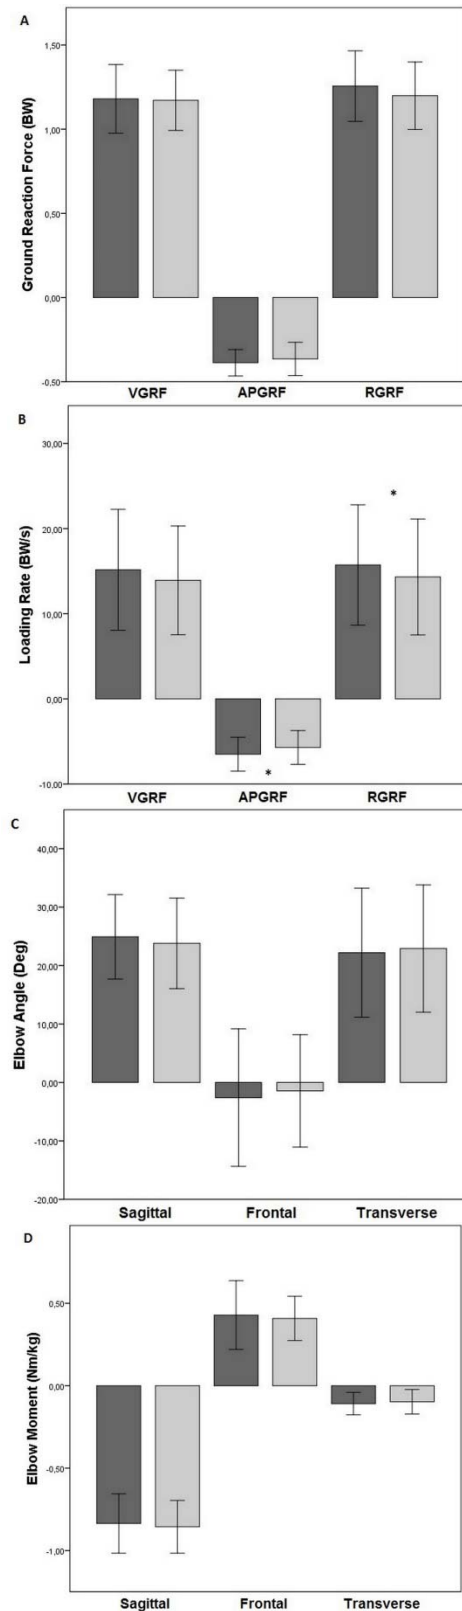 A
Ground Reaction Force (BW)
1,50
1,00
0,50
0,00
-0,50
VGRF APGRF RGRF
B
Loading Rate (BW/s)
30,00
20,00
10,00
0,00
-10,00
*
*
VGRF APGRF RGRF
C
Elbow Angle (Deg)
40,00
30,00
20,00
10,00
0,00
-10,00
-20,00
Sagittal Frontal Transverse
D
Elbow Moment (Nm/kg)
0,50
0,00
-0,50
-1,00
Sagittal Frontal Transverse